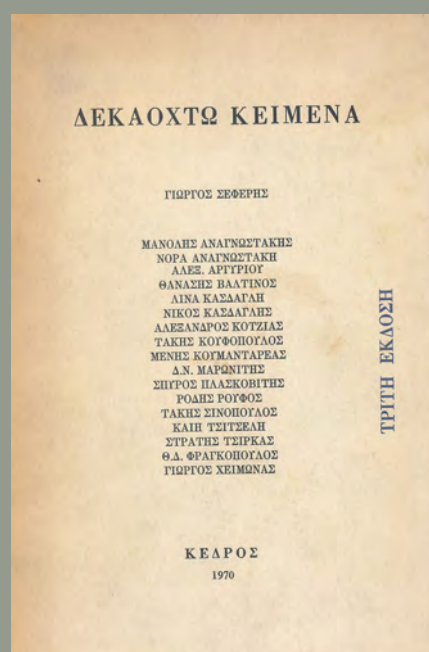 ΔΕΚΑΟΧΤΩ ΚΕΙΜΕΝΑ
ΓΙΩΡΓΟΣ ΣΕΦΕΡΗΣ
ΜΑΝΟΛΗΣ ΑΝΑΓΝΩΣΤΑΚΗΣ
ΝΟΡΑ ΑΝΑΓΝΩΣΤΑΚΗ
ΑΛΕΞ. ΑΡΓΥΡΙΟΥ
ΘΑΝΑΣΗΣ ΒΑΛΤΙΝΟΣ
ΛΙΝΑ ΚΑΣΔΑΓΛΗ
ΝΙΚΟΣ ΚΑΣΔΑΓΛΗΣ
ΑΛΕΞΑΝΔΡΟΣ ΚΟΤΖΙΑΣ
ΤΑΚΗΣ ΚΟΥΦΟΠΟΥΛΟΣ
ΜΕΝΗΣ ΚΟΥΜΑΝΤΑΡΕΑΣ
Δ.Ν. ΜΑΡΩΝΙΤΗΣ
ΣΠΥΡΟΣ ΠΛΑΣΚΟΒΙΤΗΣ
ΡΟΔΗΣ ΡΟΥΦΟΣ
ΤΑΚΗΣ ΣΙΝΟΠΟΥΛΟΣ
ΚΑΙΗ ΤΣΙΤΣΕΛΗ
ΣΤΡΑΤΗΣ ΤΣΙΡΚΑΣ
Θ.Δ. ΦΡΑΓΚΟΠΟΥΛΟΣ
ΓΙΩΡΓΟΣ ΧΕΙΜΩΝΑΣ
ΤΡΙΤΗ ΕΚΔΟΣΗ
ΚΕΔΡΟΣ
1970